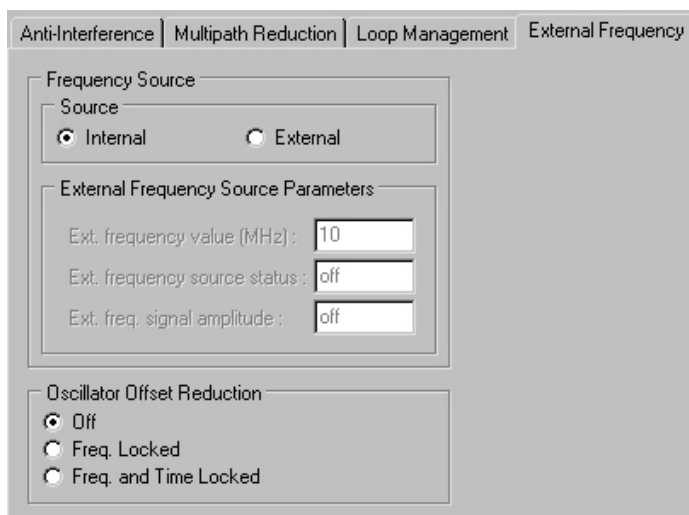 Anti-Interference Multipath Reduction Loop Management External Frequency
Frequency Source
Source
Internal External
External Frequency Source Parameters
Ext. frequency value (MHz) : 10
Ext. frequency source status : off
Ext. freq. signal amplitude : off
Oscillator Offset Reduction
Off
Freq. Locked
Freq. and Time Locked